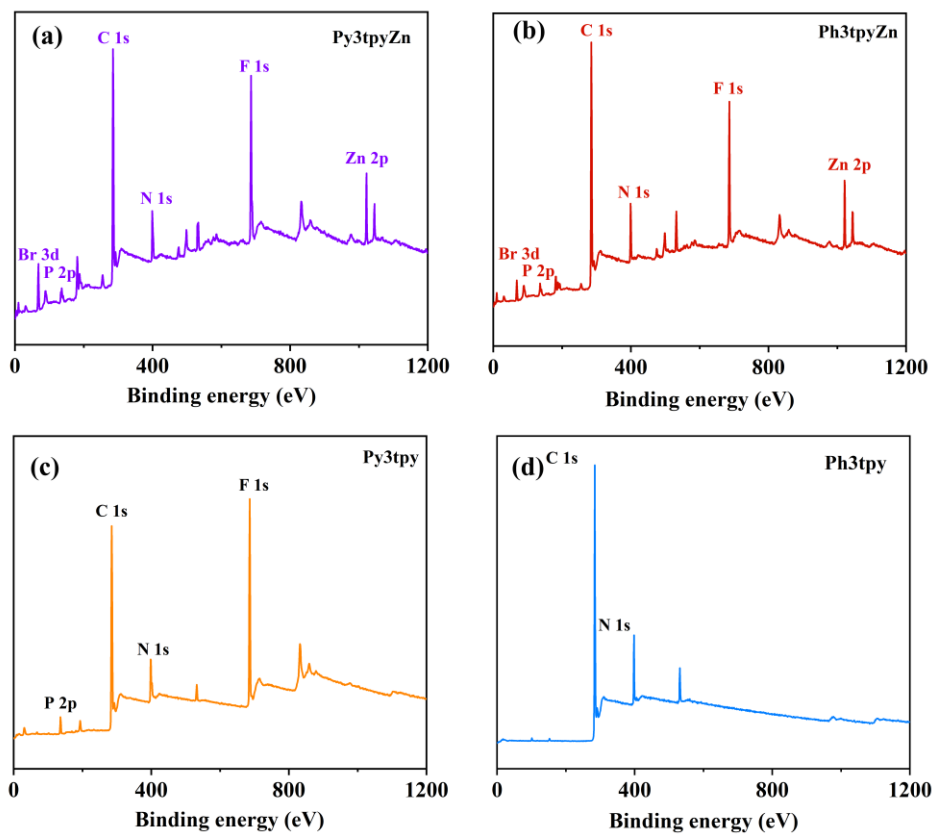 (a)
Py3tpyZn
C 1s
F 1s
Zn 2p
N 1s
Br 3d
P 2p
0 400 800 1200
Binding energy (eV)
(b)
Ph3tpyZn
C 1s
F 1s
Zn 2p
N 1s
Br 3d
P 2p
0 400 800 1200
Binding energy (eV)
(c)
Py3tpy
F 1s
C 1s
N 1s
P 2p
0 400 800 1200
Binding energy (eV)
(d)
C 1s
Ph3tpy
N 1s
0 400 800 1200
Binding energy (eV)